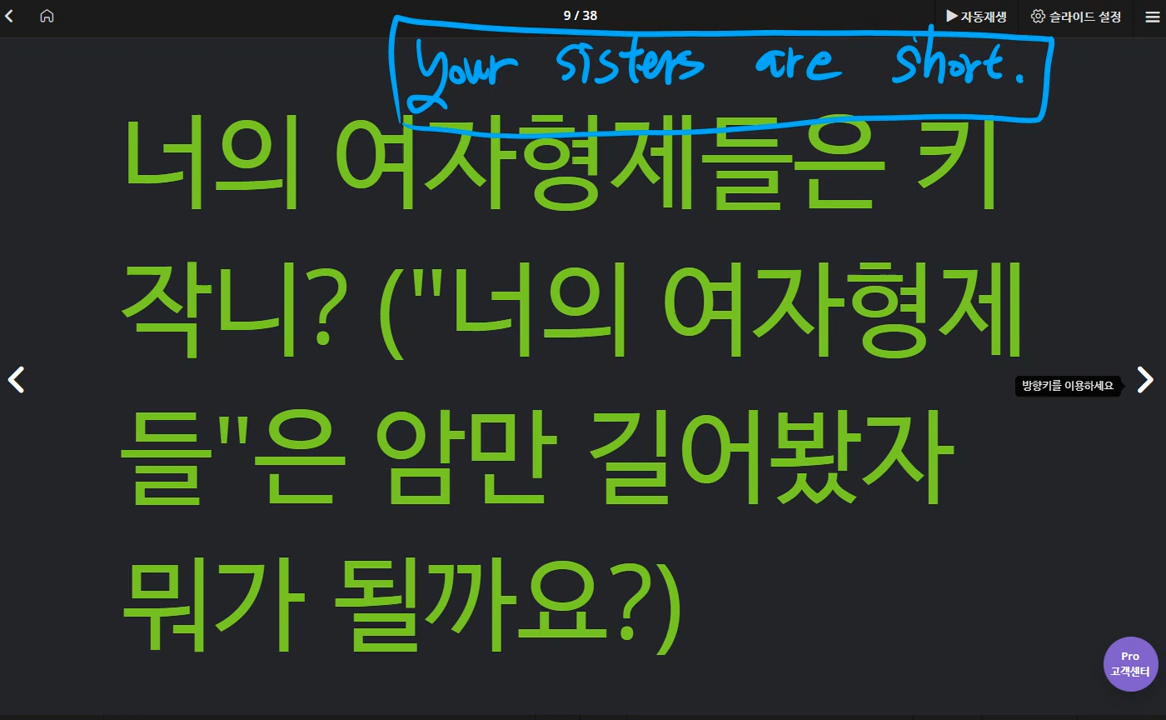 9 / 38
▶ 자동재생
슬라이드 설정
your sisters are short.
너의 여자형제들은 키
작니? ("너의 여자형제
들"은 암만 길어봤자
뭐가 될까요?)
방향키를 이용하세요
Pro
고객센터